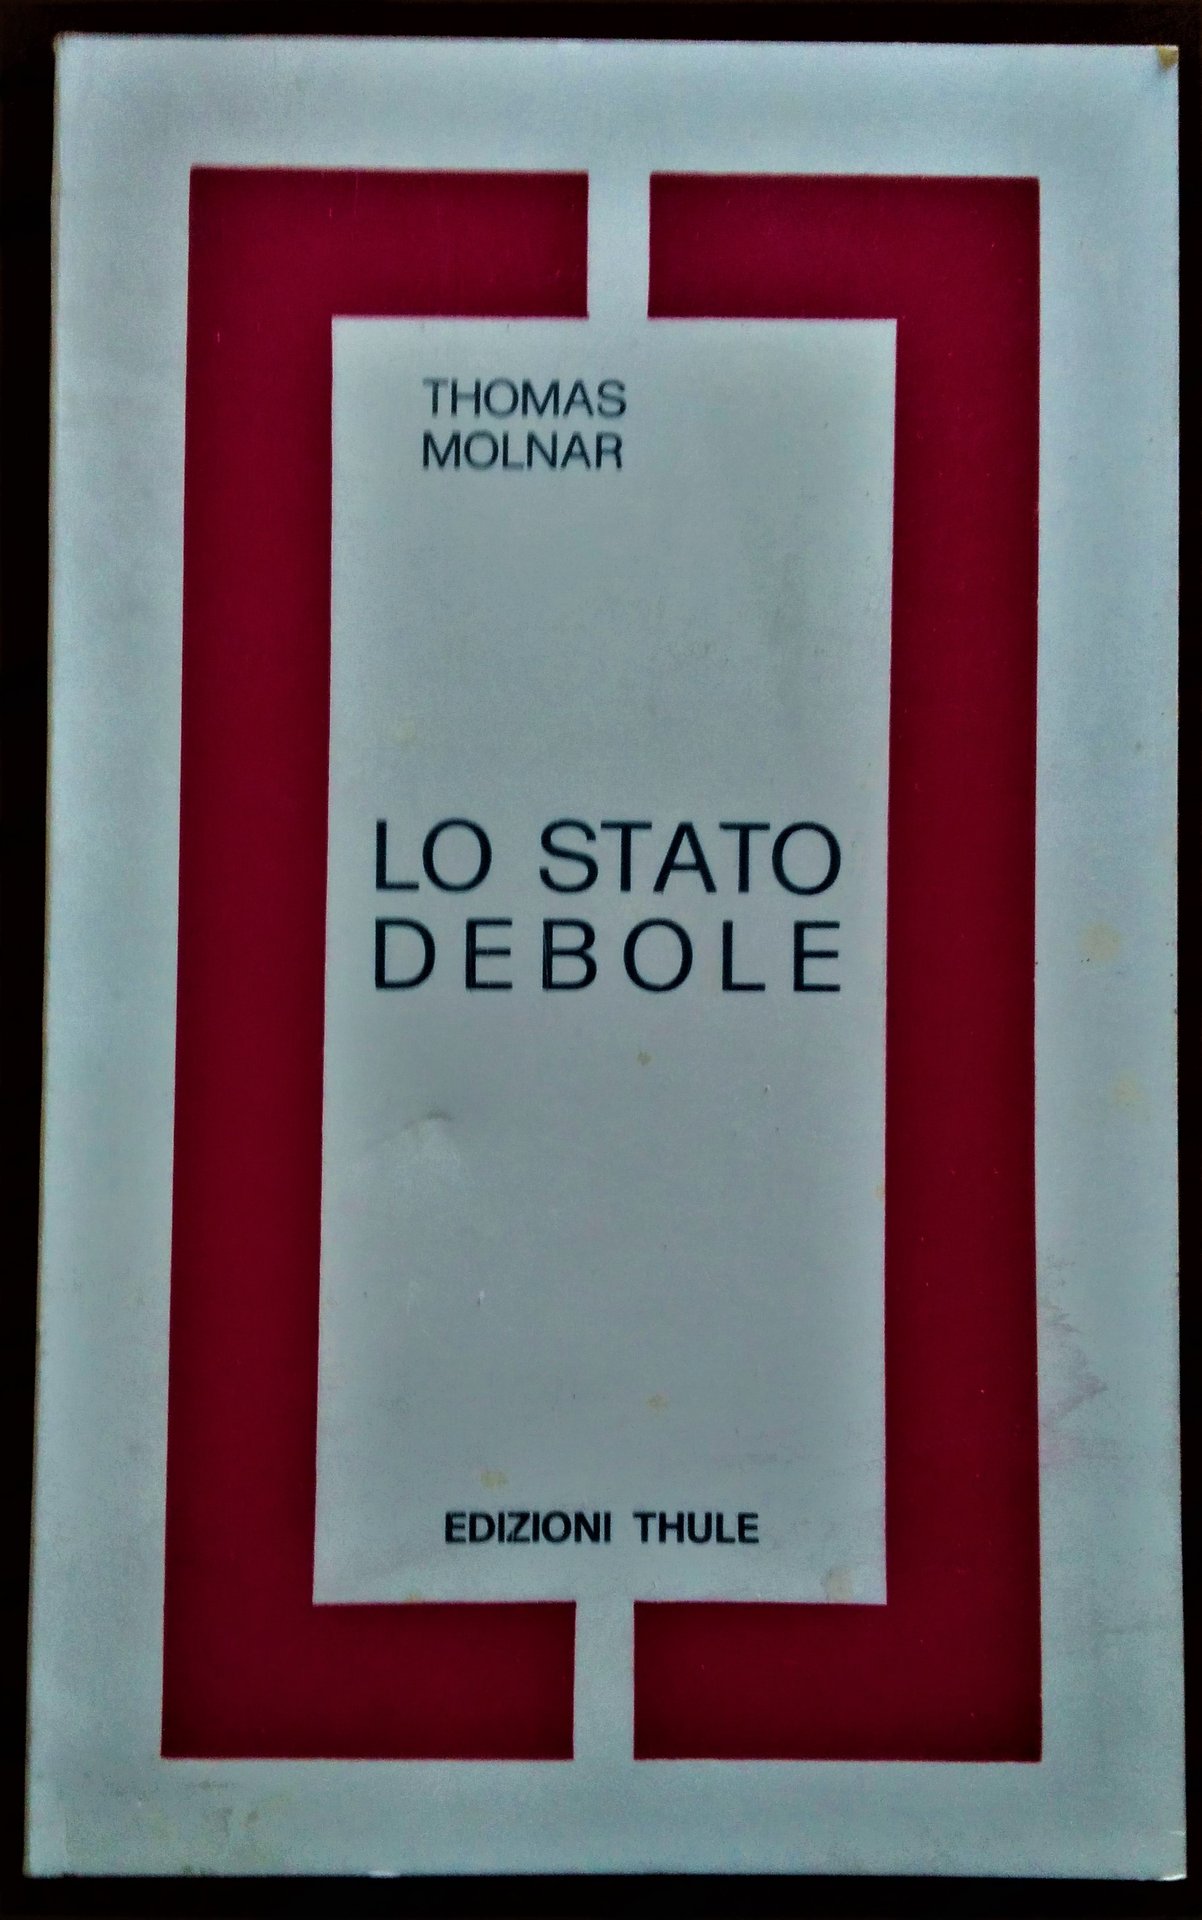 THOMAS
MOLNAR
LO STATO
DEBOLE
EDIZIONI THULE